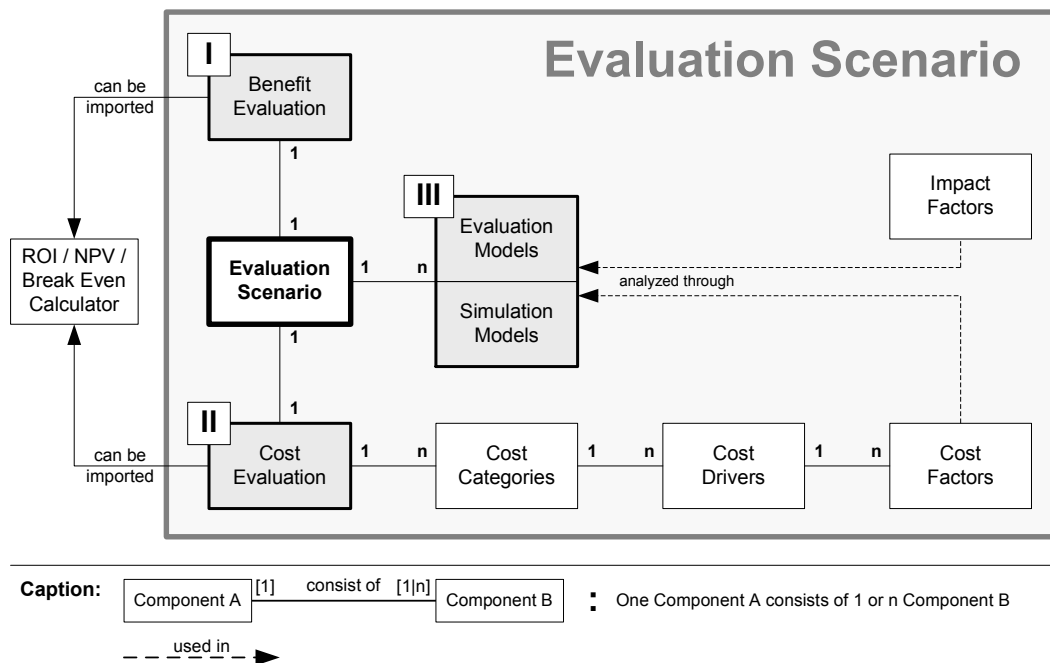 Evaluation Scenario
I
Benefit
Evaluation
can be
imported
1
III
Impact
Factors
Evaluation
Models
1
ROI / NPV /
Break Even
Calculator
Evaluation
Scenario
1
n
analyzed through
Simulation
Models
1
1
II
can be
imported
Cost
Evaluation
1
n
Cost
Categories
1
n
Cost
Drivers
1
n
Cost
Factors
Caption:
Component A
[1]
consist of
[1|n]
Component B
: One Component A consists of 1 or n Component B
used in